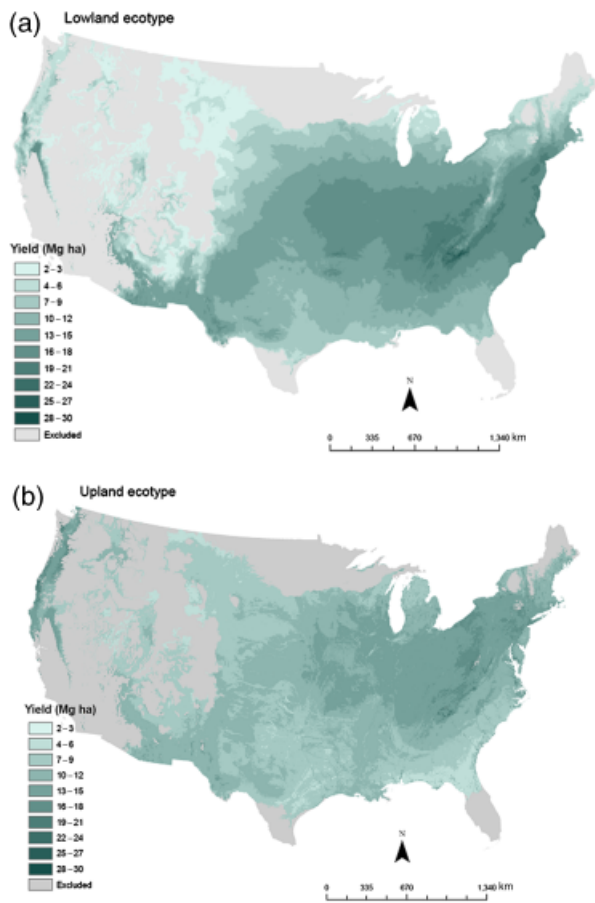 (a) Lowland ecotype
Yield (Mg ha)
2–3
4–6
7–9
10–12
13–15
16–18
19–21
22–24
25–27
28–30
Excluded
N
0 335 670 1,340 km
(b) Upland ecotype
Yield (Mg ha)
2–3
4–6
7–9
10–12
13–15
16–18
19–21
22–24
25–27
28–30
Excluded
N
0 335 670 1,340 km